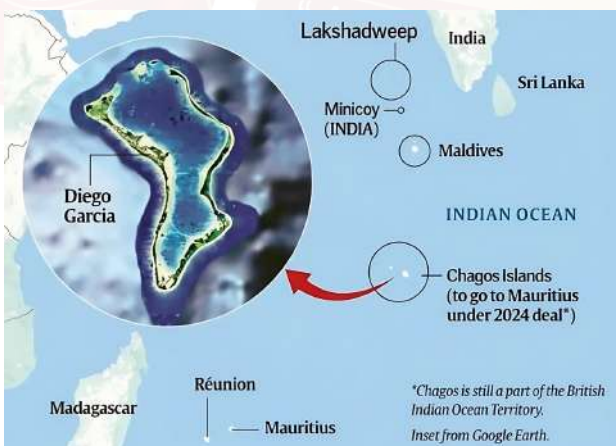 Lakshadweep
India
Sri Lanka
Minicoy
(INDIA)
Maldives
Diego
Garcia
INDIAN OCEAN
Chagos Islands
(to go to Mauritius
under 2024 deal*)
Réunion
Madagascar
Mauritius
*Chagos is still a part of the British
Indian Ocean Territory.
Inset from Google Earth.